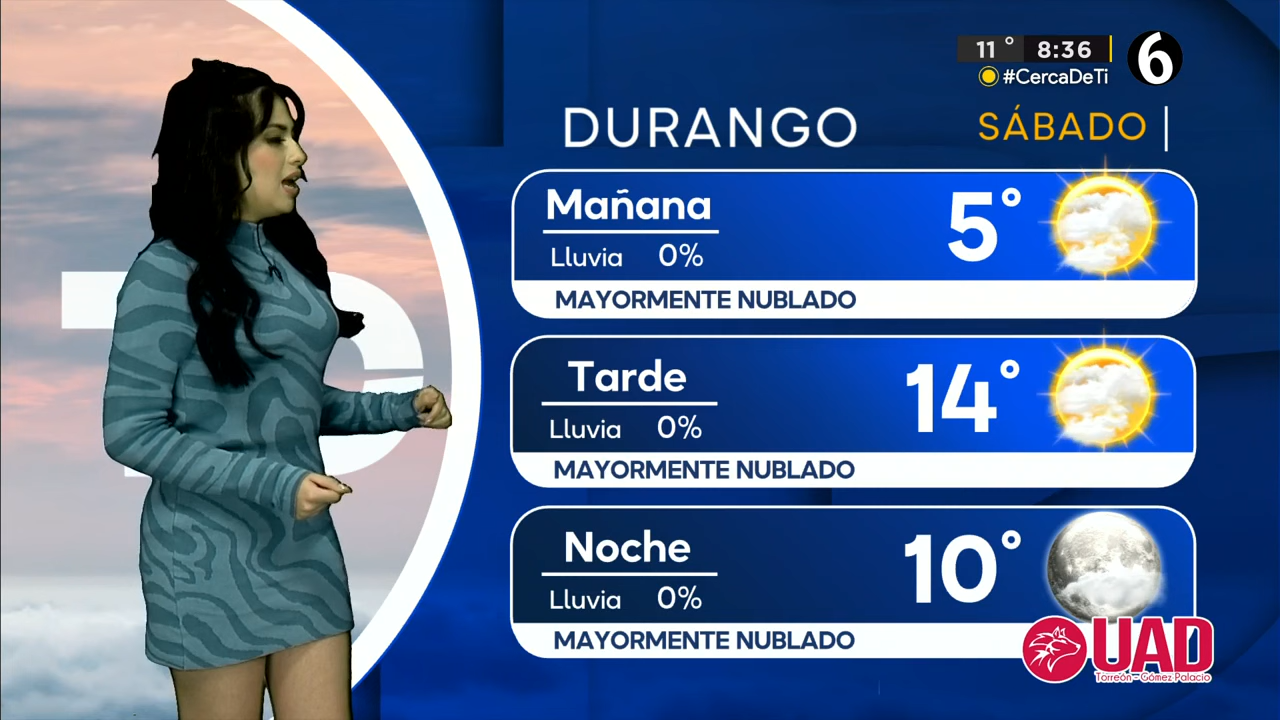 11° 8:36
6
#CercaDeTi
DURANGO
SÁBADO |
Mañana
5°
Lluvia 0%
MAYORMENTE NUBLADO
Tarde
14°
Lluvia 0%
MAYORMENTE NUBLADO
Noche
10°
Lluvia 0%
MAYORMENTE NUBLADO
UAD
Torreón - Gómez Palacio